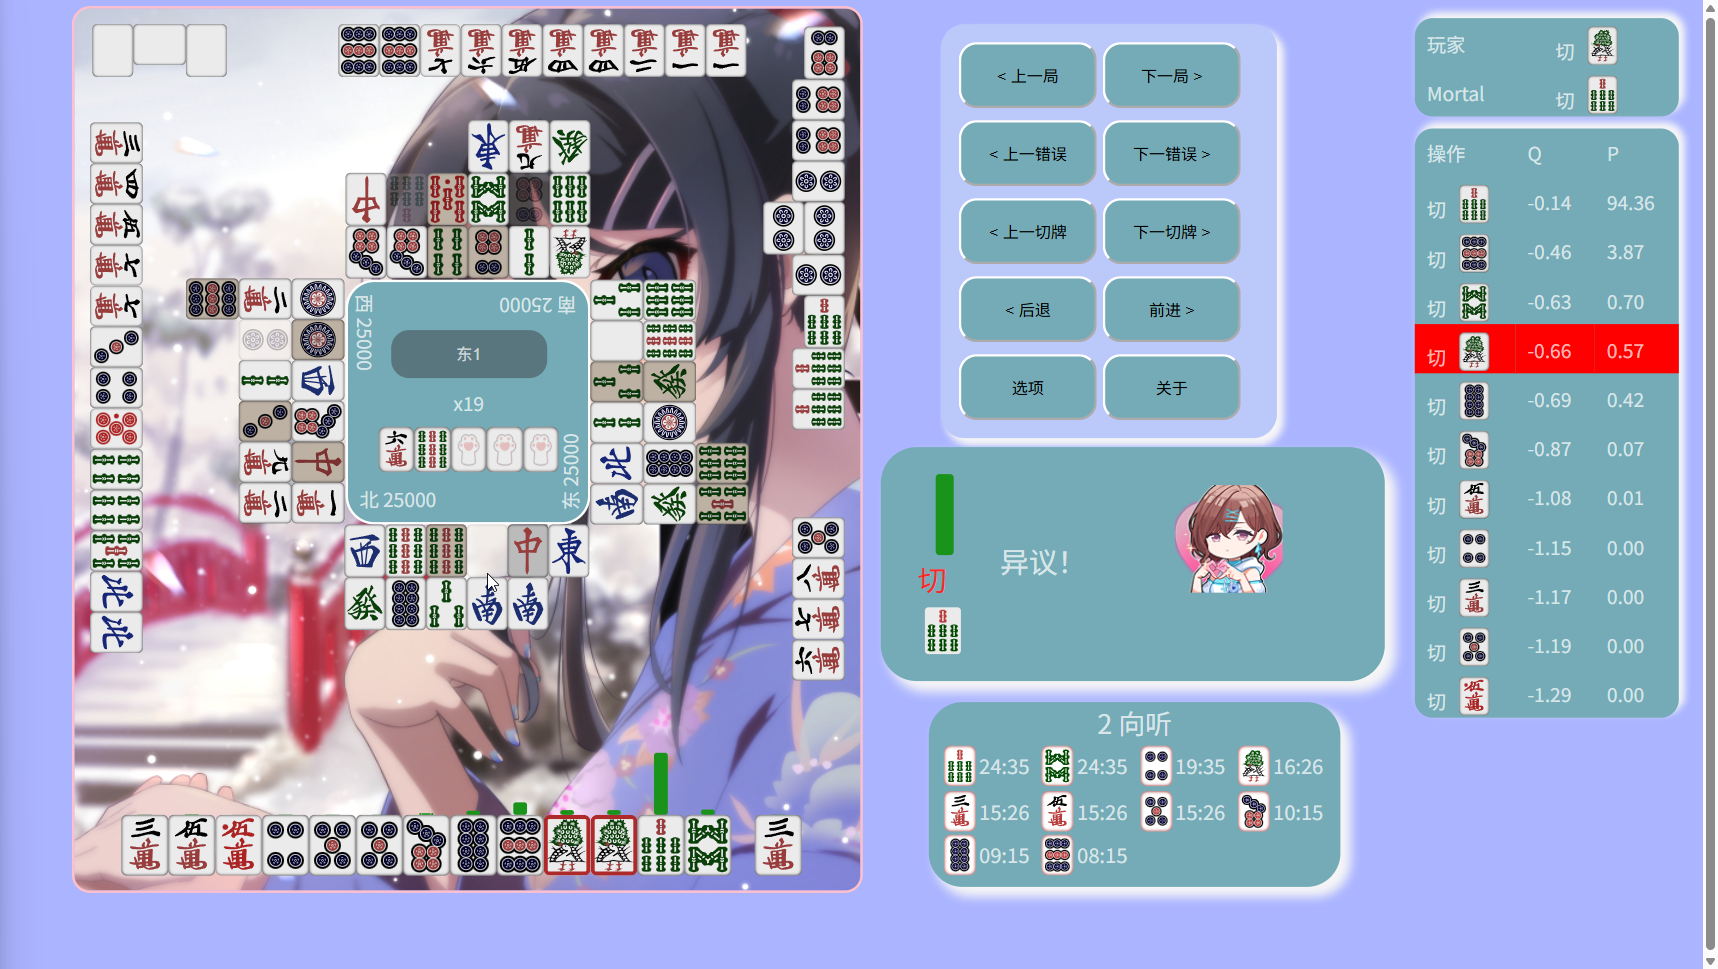 < 上一局
下一局 >
< 上一错误
下一错误 >
< 上一切牌
下一切牌 >
< 后退
前进 >
选项
关于
玩家 切
Mortal 切
操作 Q P
切 -0.14 94.36
切 -0.46 3.87
切 -0.63 0.70
切 -0.66 0.57
切 -0.69 0.42
切 -0.87 0.07
切 -1.08 0.01
切 -1.15 0.00
切 -1.17 0.00
切 -1.19 0.00
切 -1.29 0.00
西 25000
南 25000
东1
x19
北 25000
东 25000
切
异议！
2 向听
24:35 24:35 19:35 16:26
15:26 15:26 15:26 10:15
09:15 08:15